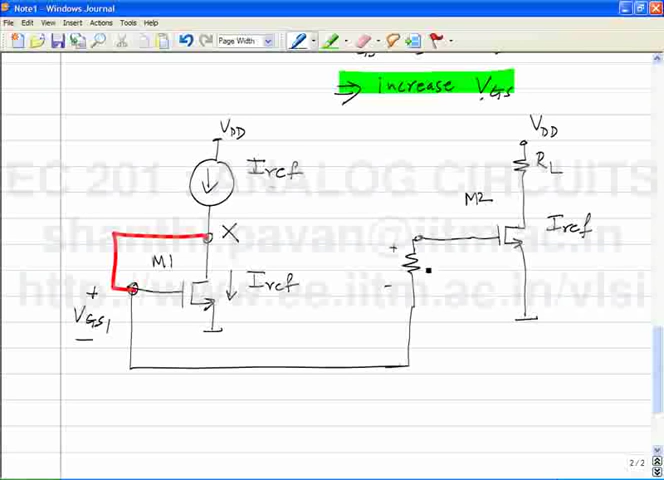 Note1 - Windows Journal
File Edit View Insert Actions Tools Help
Page Width
⇒ increase VGS
VDD
VDD
Iref
RL
EC 201 ANALOG CIRCUITS
M2
X
Iref
shanthi.pavan@iitm.ac.in
M1
+
+
Iref
-
http://www.ee.iitm.ac.in/vlsi
VGS1
2 / 2